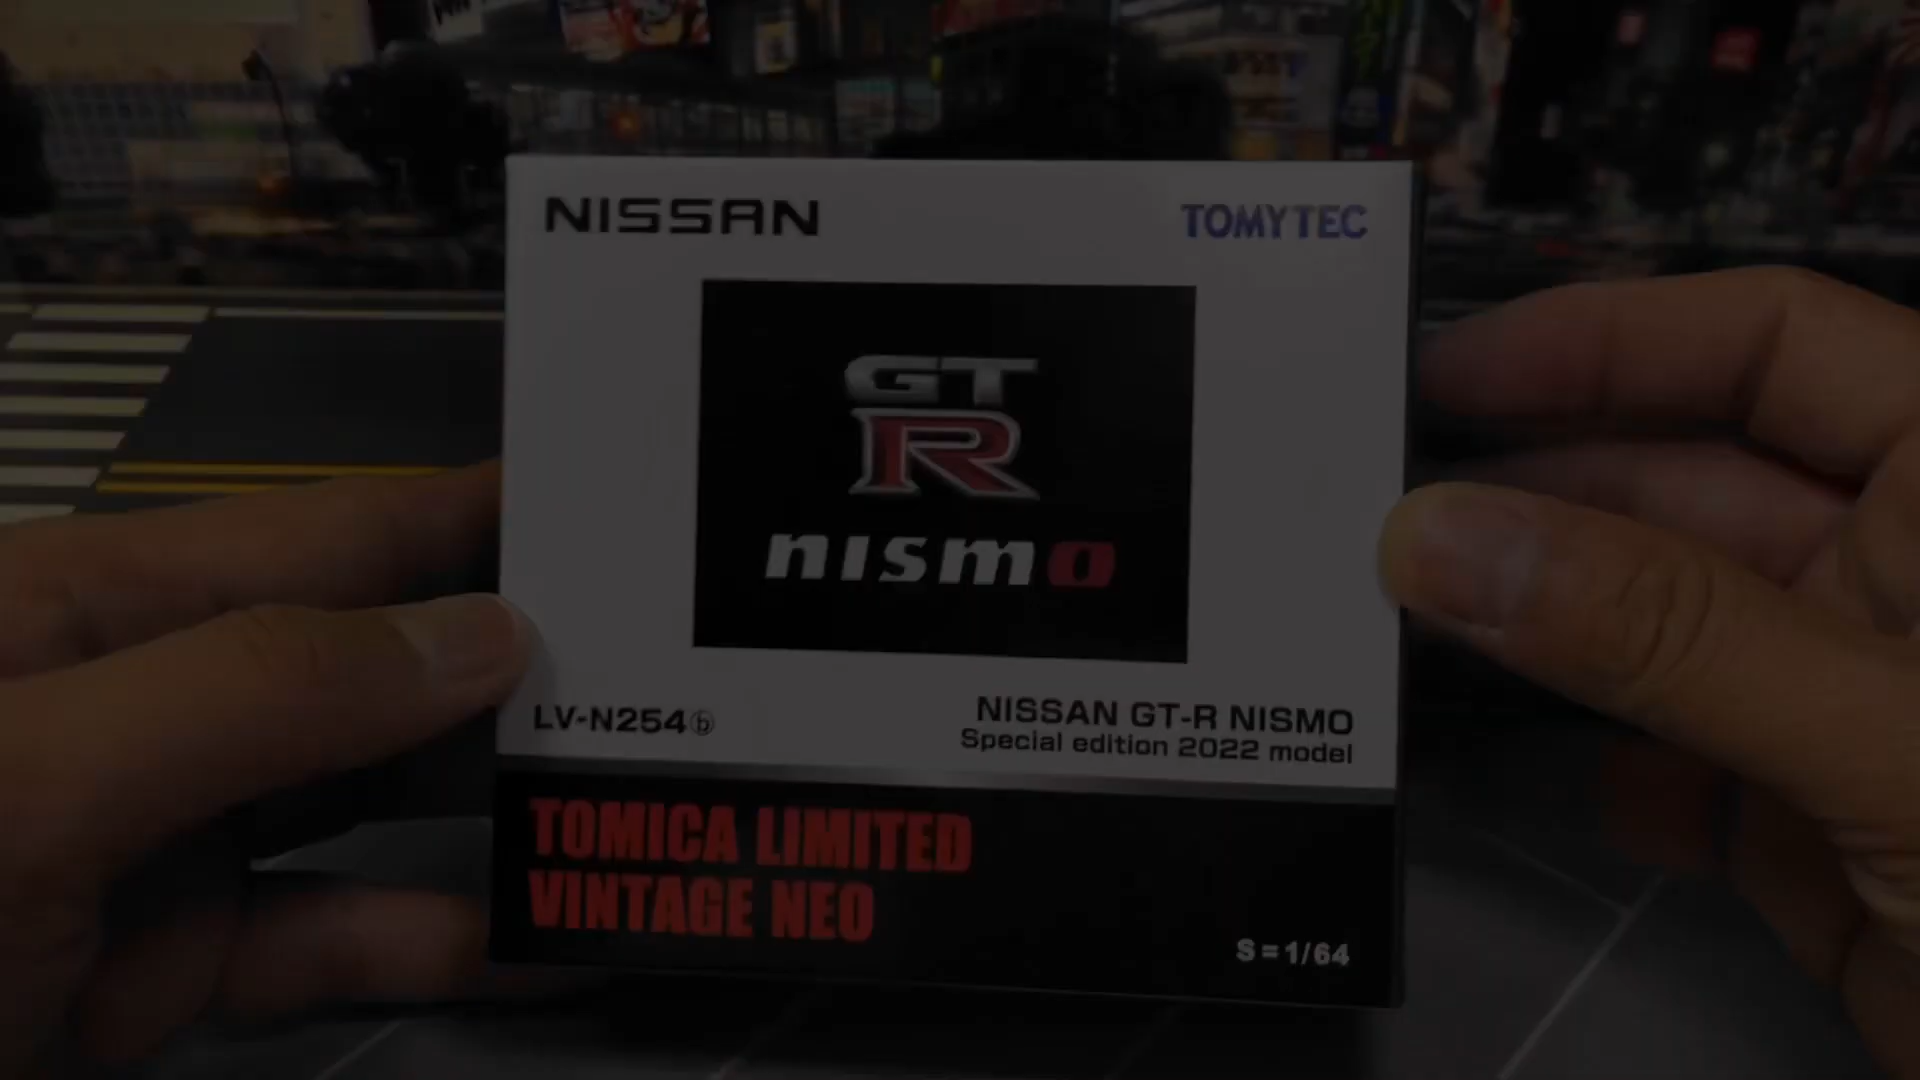 NISSAN
TOMYTEC
GT
R
nismo
LV-N254ⓑ
NISSAN GT-R NISMO
Special edition 2022 model
TOMICA LIMITED
VINTAGE NEO
S=1/64